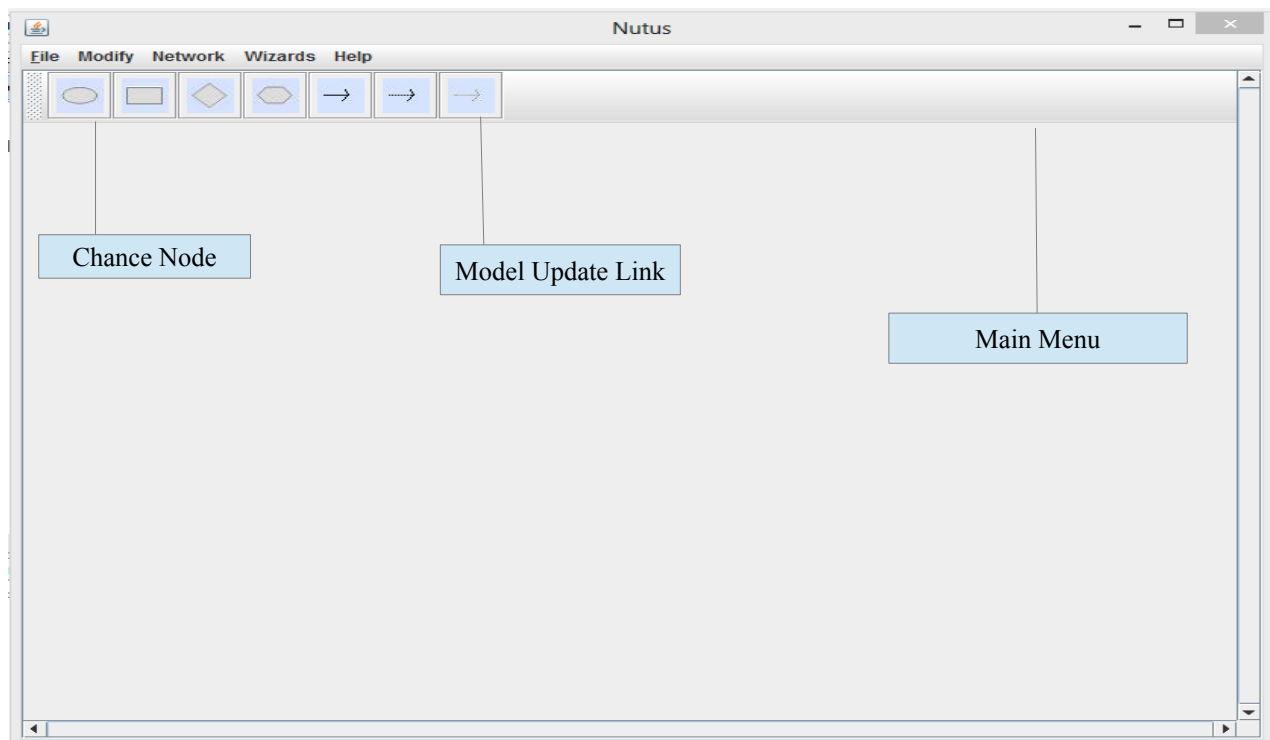 Nutus
File Modify Network Wizards Help
Chance Node
Model Update Link
Main Menu